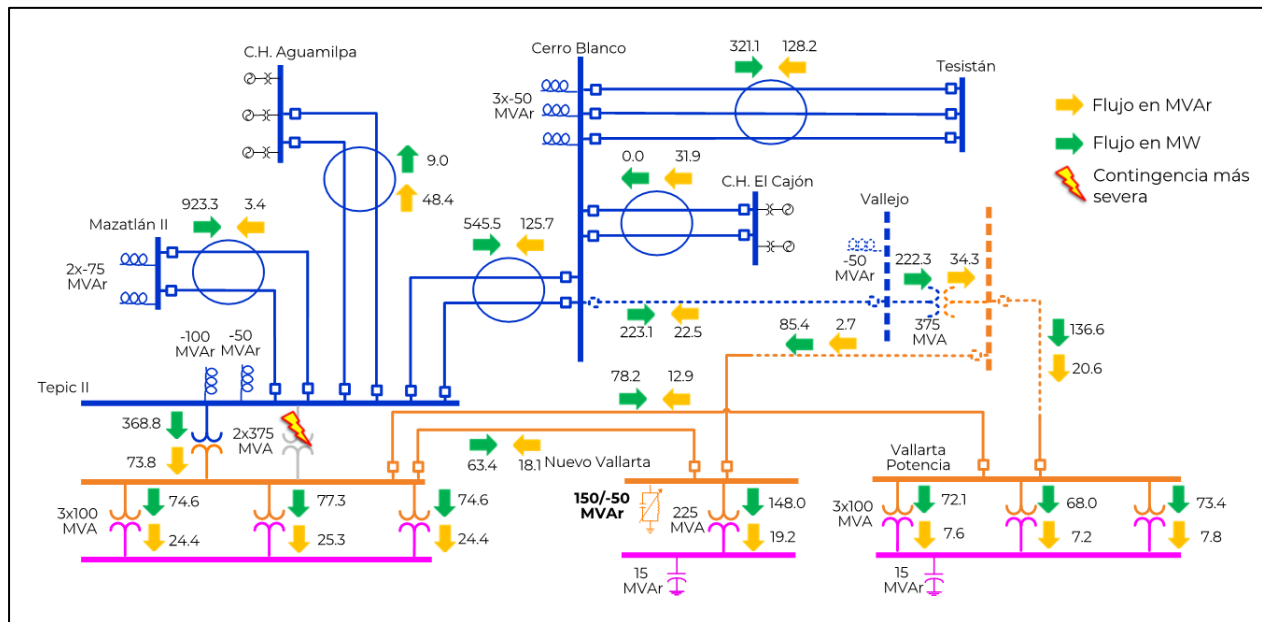 C.H. Aguamilpa
Cerro Blanco
321.1
128.2
Tesistán
3x-50
MVAr
Flujo en MVAr
Flujo en MW
Contingencia más
severa
9.0
48.4
0.0
31.9
C.H. El Cajón
Mazatlán II
923.3
3.4
2x-75
MVAr
545.5
125.7
Vallejo
-50
MVAr
222.3
34.3
375
MVA
223.1
22.5
85.4
2.7
136.6
20.6
-100
MVAr
-50
MVAr
Tepic II
368.8
73.8
2x375
MVA
78.2
12.9
63.4
18.1
Nuevo Vallarta
Vallarta
Potencia
3x100
MVA
74.6
24.4
77.3
25.3
74.6
24.4
150/-50
MVAr
225
MVA
148.0
19.2
15
MVAr
3x100
MVA
72.1
7.6
68.0
7.2
73.4
7.8
15
MVAr